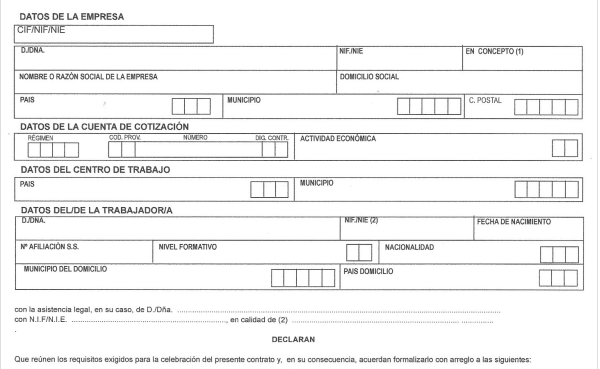 DATOS DE LA EMPRESA
CIF/NIF/NIE
D./DNA. NIF./NIE EN CONCEPTO (1)
NOMBRE O RAZÓN SOCIAL DE LA EMPRESA DOMICILIO SOCIAL
PAIS MUNICIPIO C. POSTAL
DATOS DE LA CUENTA DE COTIZACIÓN
RÉGIMEN COD. PROV. NÚMERO DIG. CONTR. ACTIVIDAD ECONÓMICA
DATOS DEL CENTRO DE TRABAJO
PAIS MUNICIPIO
DATOS DEL/DE LA TRABAJADOR/A
D./DNA. NIF./NIE (2) FECHA DE NACIMIENTO
Nº AFILIACIÓN S.S. NIVEL FORMATIVO NACIONALIDAD
MUNICIPIO DEL DOMICILIO PAIS DOMICILIO
con la asistencia legal, en su caso, de D./Dña. ..........
con N.I.F/N.I.E. .........., en calidad de (2) ..........
DECLARAN
Que reúnen los requisitos exigidos para la celebración del presente contrato y, en su consecuencia, acuerdan formalizarlo con arreglo a las siguientes: